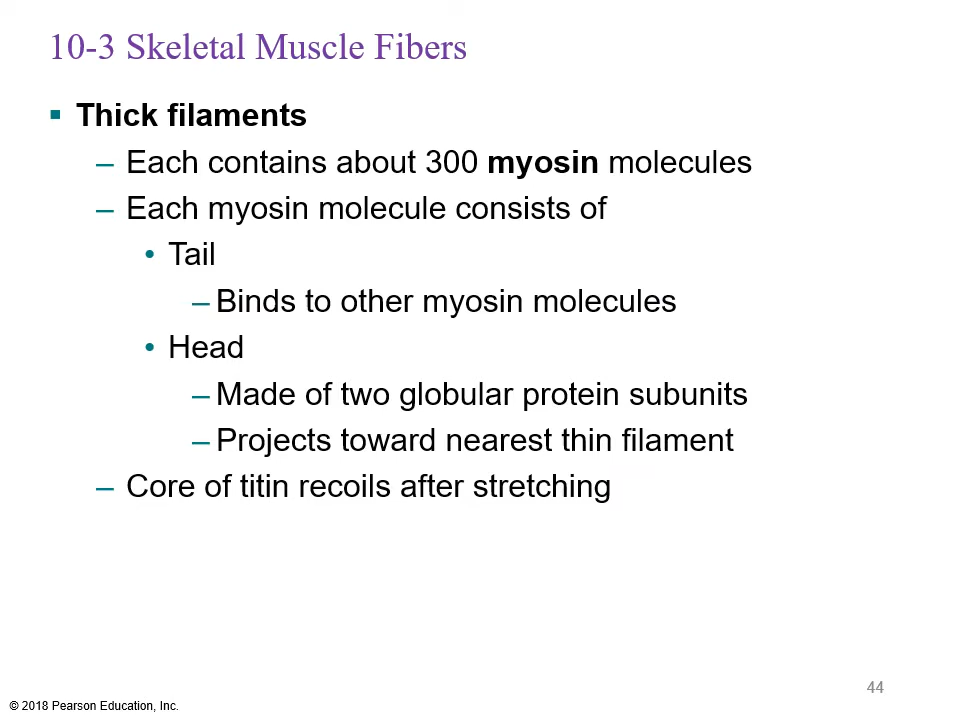 10-3 Skeletal Muscle Fibers
▪ Thick filaments
– Each contains about 300 myosin molecules
– Each myosin molecule consists of
• Tail
– Binds to other myosin molecules
• Head
– Made of two globular protein subunits
– Projects toward nearest thin filament
– Core of titin recoils after stretching
44
© 2018 Pearson Education, Inc.